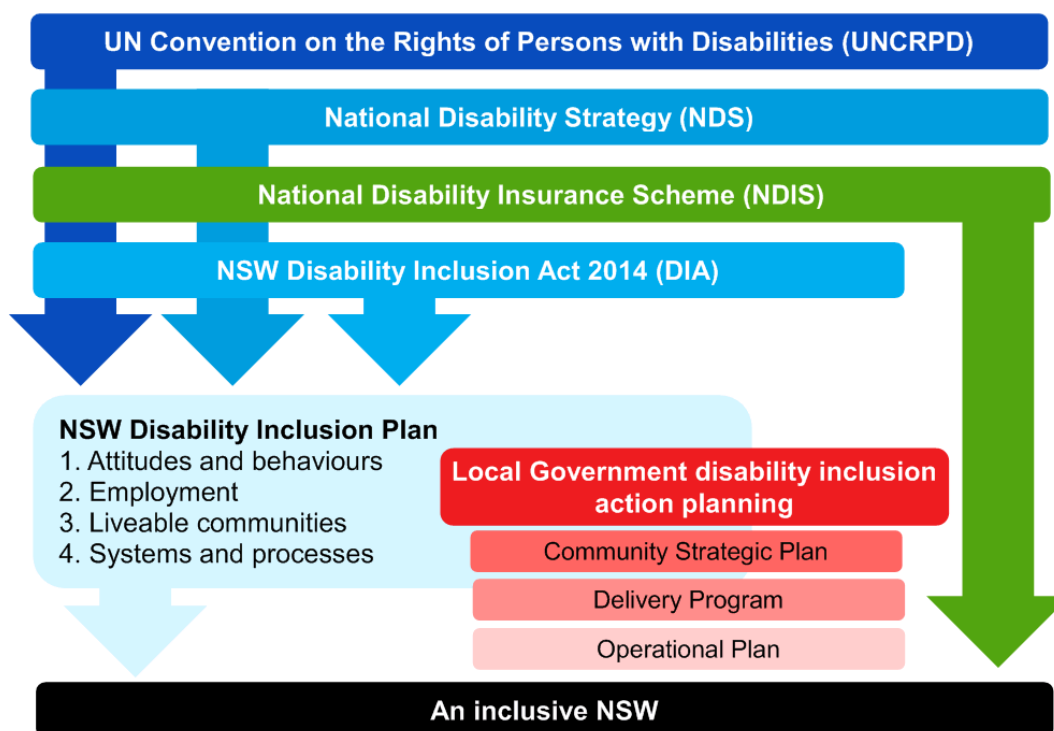 UN Convention on the Rights of Persons with Disabilities (UNCRPD)
National Disability Strategy (NDS)
National Disability Insurance Scheme (NDIS)
NSW Disability Inclusion Act 2014 (DIA)
NSW Disability Inclusion Plan
1. Attitudes and behaviours
2. Employment
3. Liveable communities
4. Systems and processes
Local Government disability inclusion
action planning
Community Strategic Plan
Delivery Program
Operational Plan
An inclusive NSW